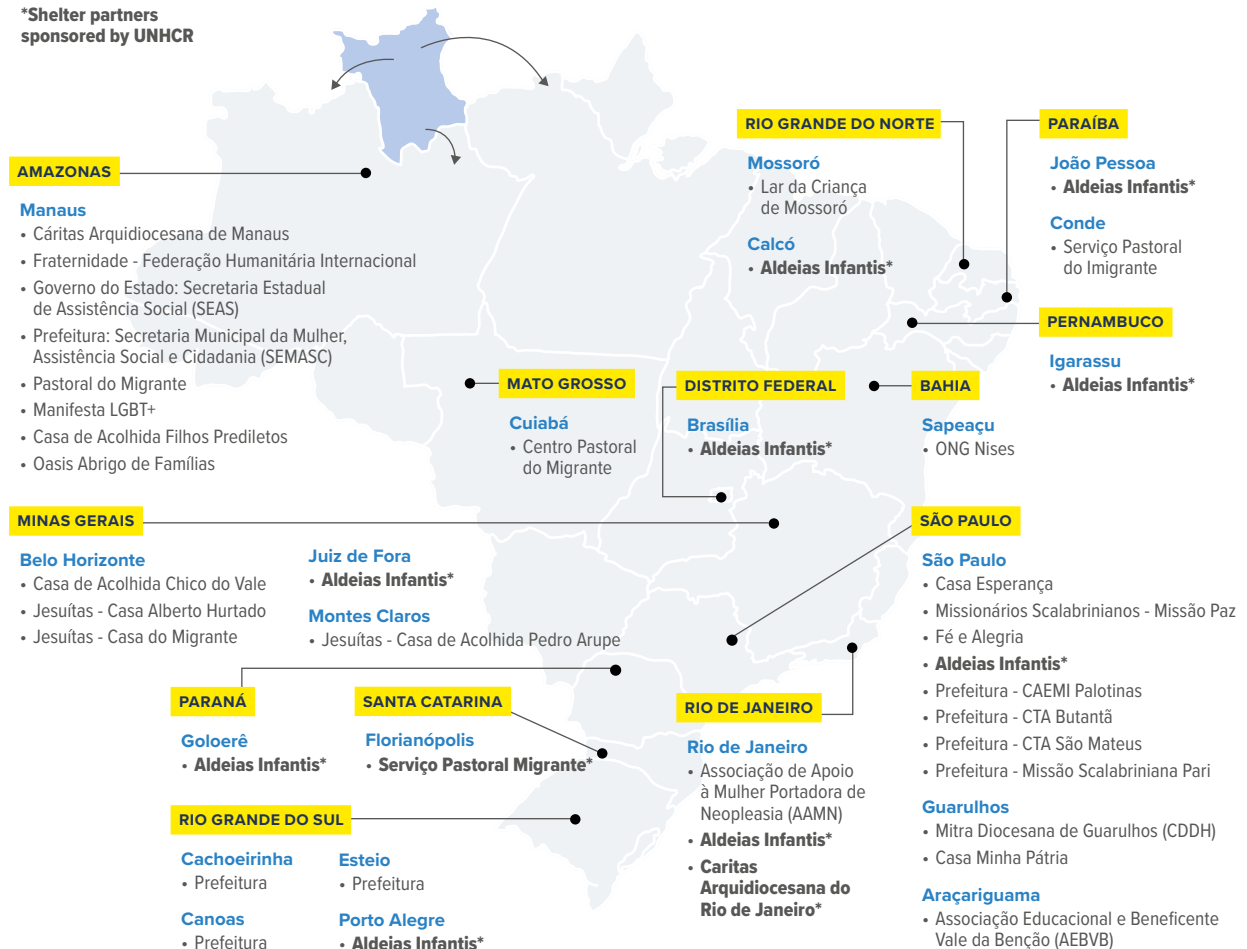 *Shelter partners
sponsored by UNHCR
AMAZONAS
Manaus
• Cáritas Arquidiocesana de Manaus
• Fraternidade - Federação Humanitária Internacional
• Governo do Estado: Secretaria Estadual
de Assistência Social (SEAS)
• Prefeitura: Secretaria Municipal da Mulher,
Assistência Social e Cidadania (SEMASC)
• Pastoral do Migrante
• Manifesta LGBT+
• Casa de Acolhida Filhos Prediletos
• Oasis Abrigo de Famílias
RIO GRANDE DO NORTE
Mossoró
• Lar da Criança
de Mossoró
Calcó
• Aldeias Infantis*
PARAÍBA
João Pessoa
• Aldeias Infantis*
Conde
• Serviço Pastoral
do Imigrante
PERNAMBUCO
Igarassu
• Aldeias Infantis*
MATO GROSSO
Cuiabá
• Centro Pastoral
do Migrante
DISTRITO FEDERAL
Brasília
• Aldeias Infantis*
BAHIA
Sapeaçu
• ONG Nises
MINAS GERAIS
Belo Horizonte
• Casa de Acolhida Chico do Vale
• Jesuítas - Casa Alberto Hurtado
• Jesuítas - Casa do Migrante
Juiz de Fora
• Aldeias Infantis*
Montes Claros
• Jesuítas - Casa de Acolhida Pedro Arupe
SÃO PAULO
São Paulo
• Casa Esperança
• Missionários Scalabrinianos - Missão Paz
• Fé e Alegria
• Aldeias Infantis*
• Prefeitura - CAEMI Palotinas
• Prefeitura - CTA Butantã
• Prefeitura - CTA São Mateus
• Prefeitura - Missão Scalabriniana Pari
Guarulhos
• Mitra Diocesana de Guarulhos (CDDH)
• Casa Minha Pátria
Araçariguama
• Associação Educacional e Beneficente
Vale da Benção (AEBVB)
PARANÁ
Goloerê
• Aldeias Infantis*
SANTA CATARINA
Florianópolis
• Serviço Pastoral Migrante*
RIO DE JANEIRO
Rio de Janeiro
• Associação de Apoio
à Mulher Portadora de
Neopleasia (AAMN)
• Aldeias Infantis*
• Caritas
Arquidiocesana do
Rio de Janeiro*
RIO GRANDE DO SUL
Cachoeirinha
• Prefeitura
Canoas
• Prefeitura
Esteio
• Prefeitura
Porto Alegre
• Aldeias Infantis*